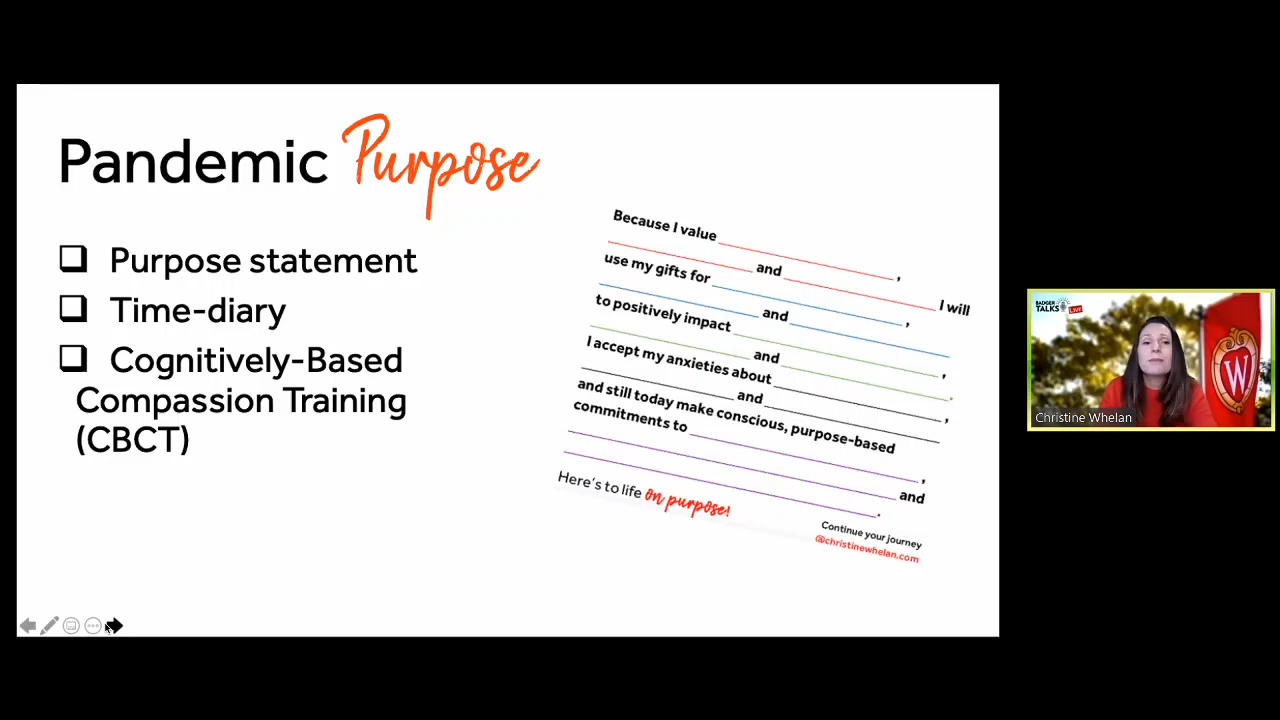 Pandemic Purpose
Purpose statement
Time-diary
Cognitively-Based
Compassion Training
(CBCT)
Because I value ,
and I will
use my gifts for ,
and
to positively impact ,
and .
I accept my anxieties about ,
and
and still today make conscious, purpose-based
commitments to ,
and
.
Here's to life on purpose!
Continue your journey
@christinewhelan.com
BADGER
TALKS LIVE
W
Christine Whelan